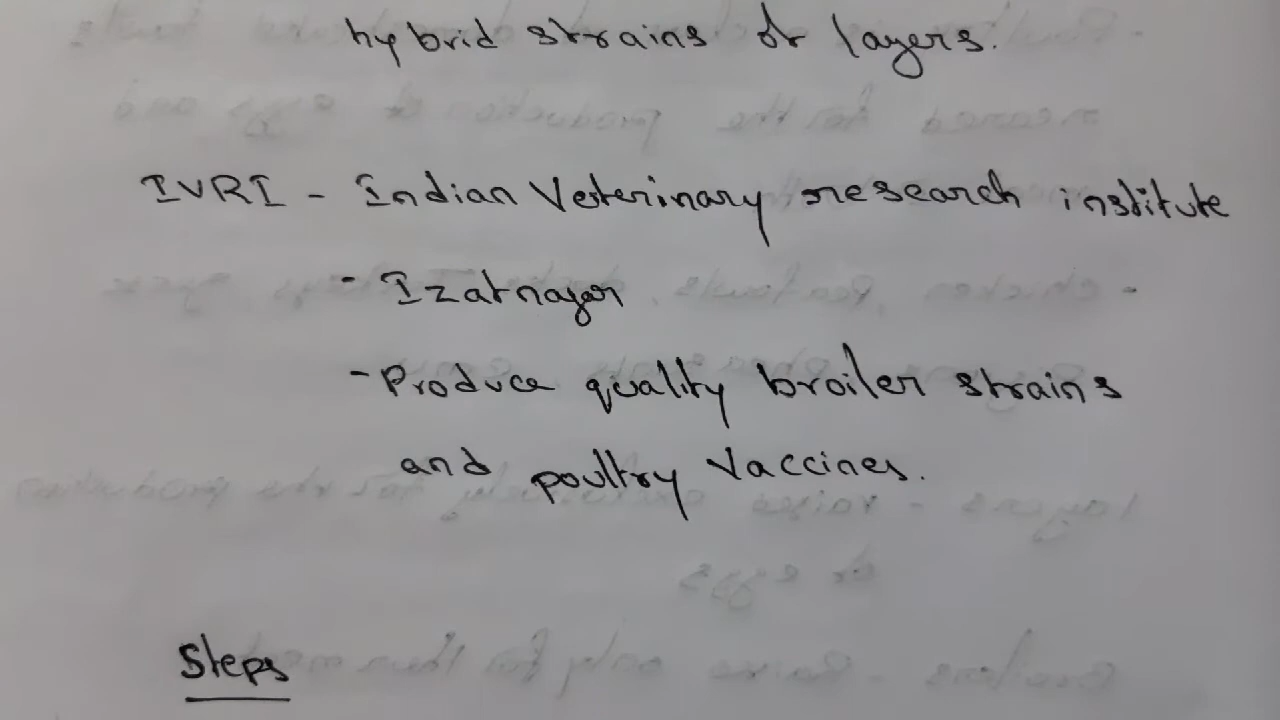 hybrid strains of layers.
IVRI - Indian Veterinary research institute
- Izatnagar
- Produce quality broiler strains
and poultry vaccines.
Steps